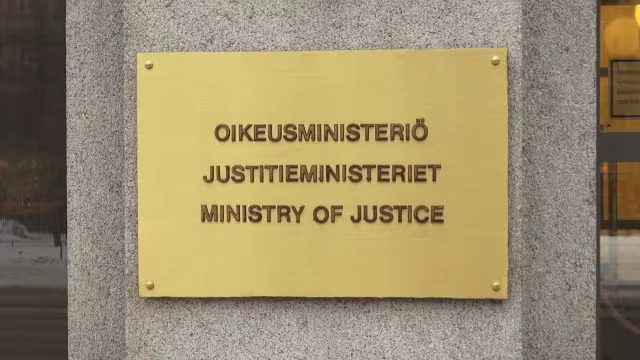 OIKEUSMINISTERIÖ
JUSTITIEMINISTERIET
MINISTRY OF JUSTICE